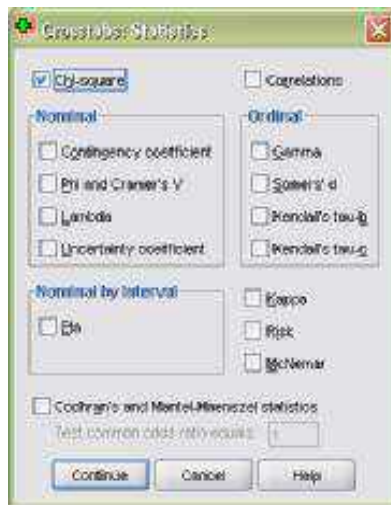 Crosstabs: Statistics
Chi-square
Correlations
Nominal
Contingency coefficient
Phi and Cramer's V
Lambda
Uncertainty coefficient
Ordinal
Gamma
Somers' d
Kendall's tau-b
Kendall's tau-c
Nominal by Interval
Eta
Kappa
Risk
McNemar
Cochran's and Mantel-Haenszel statistics
Test common odds ratio equals:
1
Continue
Cancel
Help